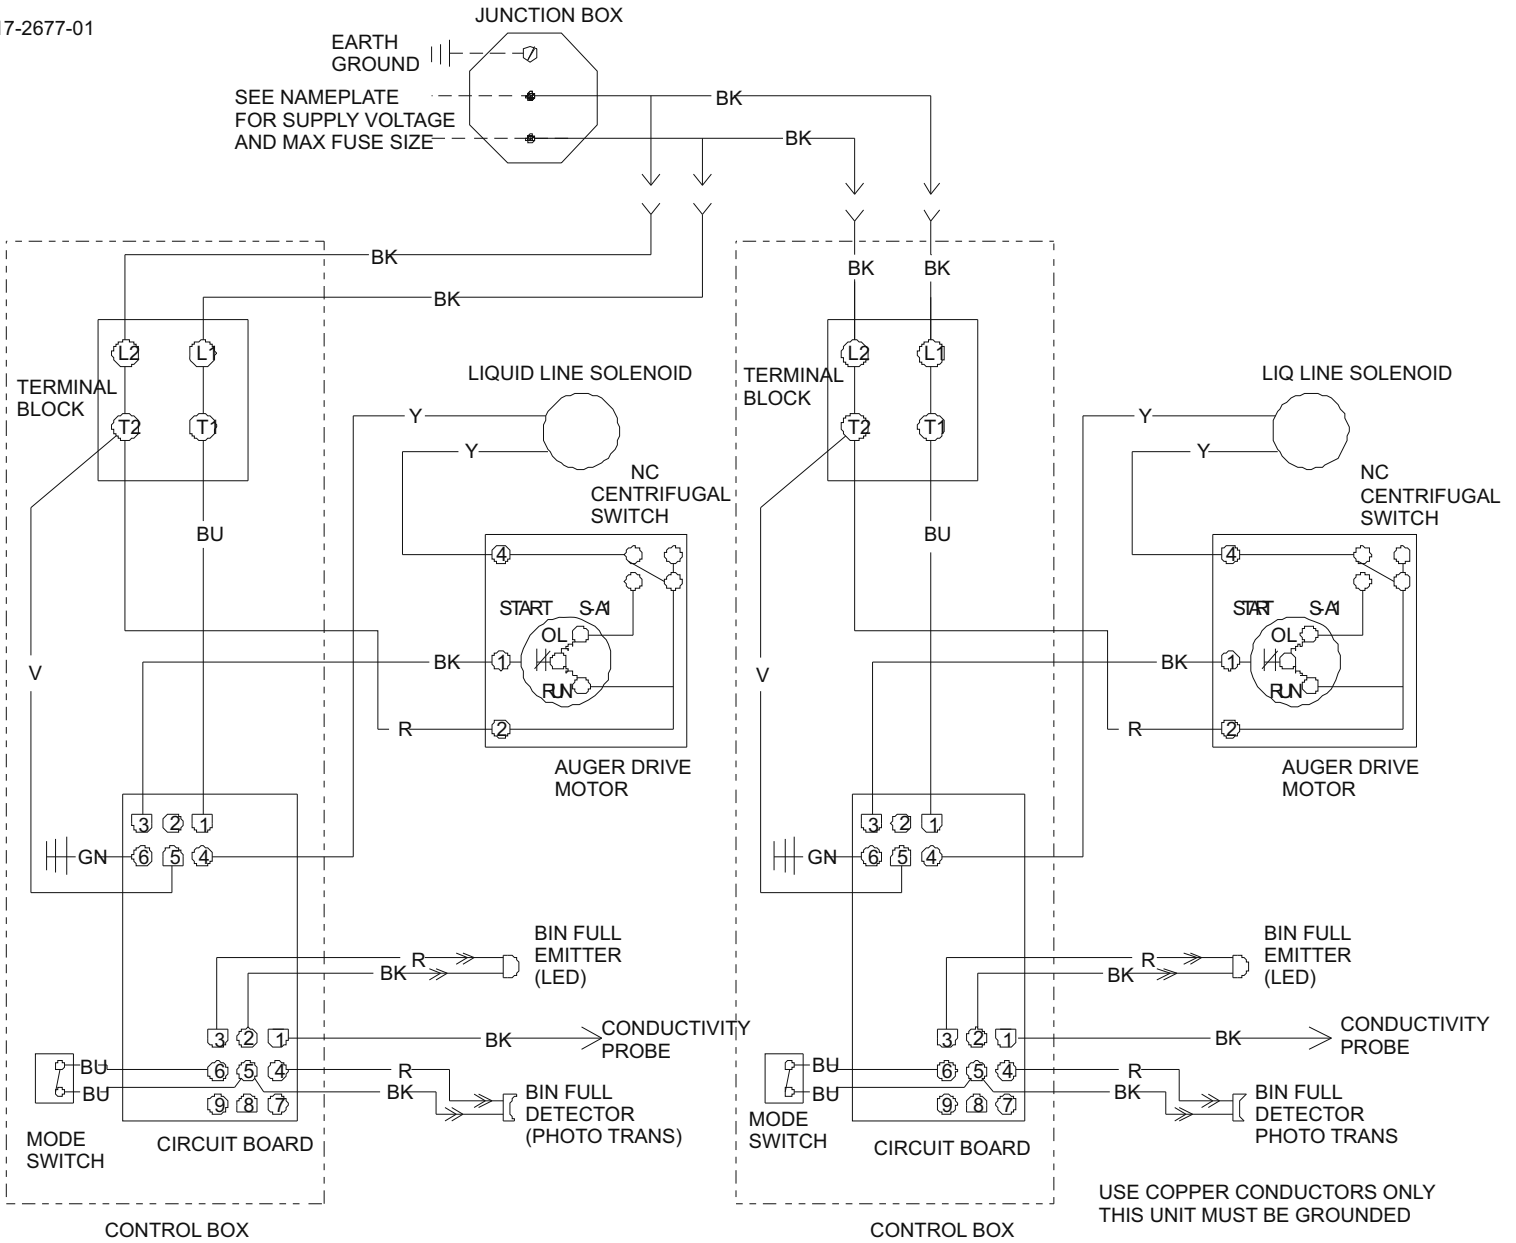 17-2677-01
JUNCTION BOX
EARTH
GROUND
SEE NAMEPLATE
FOR SUPPLY VOLTAGE
AND MAX FUSE SIZE
BK
BK
BK
BK
L2 L1
TERMINAL
BLOCK
T2 T1
LIQUID LINE SOLENOID
Y
Y
NC
CENTRIFUGAL
SWITCH
BU
4
START S-A1
OL
V
BK
1
RUN
R
2
AUGER DRIVE
MOTOR
3 2 1
GN
6 5 4
BIN FULL
EMITTER
(LED)
R
BK
3 2 1
BK
CONDUCTIVITY
PROBE
BU
BU
6 5 4
R
BK
9 8 7
BIN FULL
DETECTOR
(PHOTO TRANS)
MODE
SWITCH
CIRCUIT BOARD
CONTROL BOX
BK BK
L2 L1
TERMINAL
BLOCK
T2 T1
LIQ LINE SOLENOID
Y
Y
NC
CENTRIFUGAL
SWITCH
BU
4
START S-A1
OL
V
BK
1
RUN
R
2
AUGER DRIVE
MOTOR
3 2 1
GN
6 5 4
BIN FULL
EMITTER
(LED)
R
BK
3 2 1
BK
CONDUCTIVITY
PROBE
BU
BU
6 5 4
R
BK
9 8 7
BIN FULL
DETECTOR
PHOTO TRANS
MODE
SWITCH
CIRCUIT BOARD
CONTROL BOX
USE COPPER CONDUCTORS ONLY
THIS UNIT MUST BE GROUNDED